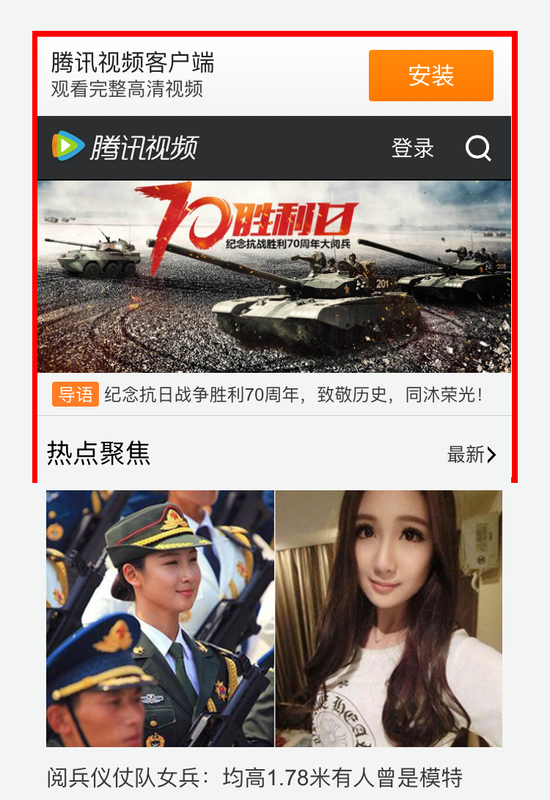 腾讯视频客户端
观看完整高清视频
安装
腾讯视频
登录
70胜利日
纪念抗战胜利70周年大阅兵
201
导语 纪念抗日战争胜利70周年，致敬历史，同沐荣光！
热点聚焦
最新
阅兵仪仗队女兵：均高1.78米有人曾是模特